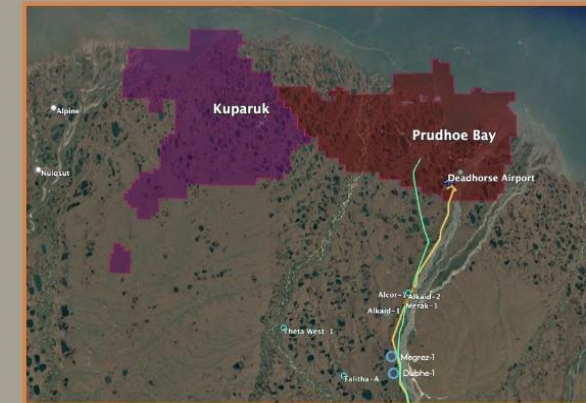 Kuparuk
Alpine
Prudhoe Bay
Nuiqsut
Deadhorse Airport
Alcor-1
Alkaid-2
Merak-1
Alkaid-1
Theta West-1
Megrez-1
Dubhe-1
Talitha-A